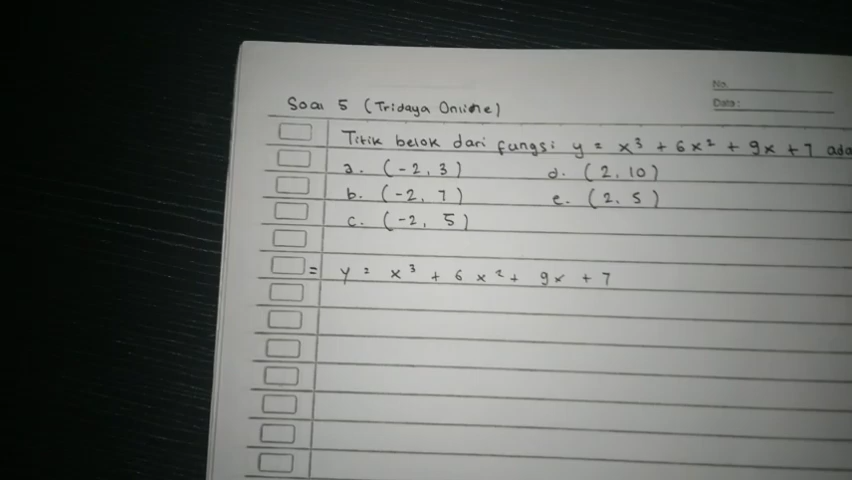 No.
Date:
Soal 5 (Tridaya Online)
Titik belok dari fungsi y = x³ + 6x² + 9x + 7 ada
a. (-2, 3) d. (2, 10)
b. (-2, 7) e. (2, 5)
c. (-2, 5)
= y = x³ + 6x² + 9x + 7